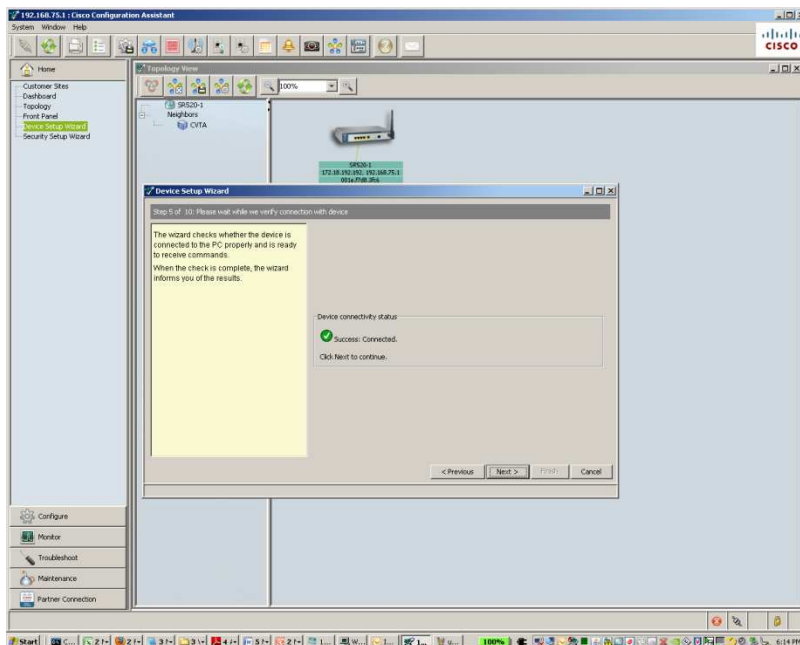 192.168.75.1 : Cisco Configuration Assistant
System Window Help
CISCO
Home
Customer Sites
Dashboard
Topology
Front Panel
Device Setup Wizard
Security Setup Wizard
Topology View
100%
SR520-1
Neighbors
CVTA
SR520-1
172.18.192.192, 192.168.75.1
Device Setup Wizard
Step 5 of 10: Please wait while we verify connection with device
The wizard checks whether the device is
connected to the PC properly and is ready
to receive commands.
When the check is complete, the wizard
informs you of the results.
Device connectivity status
Success: Connected.
Click Next to continue.
< Previous
Next >
Finish
Cancel
Configure
Monitor
Troubleshoot
Maintenance
Partner Connection
Start
100%
6:14 PM